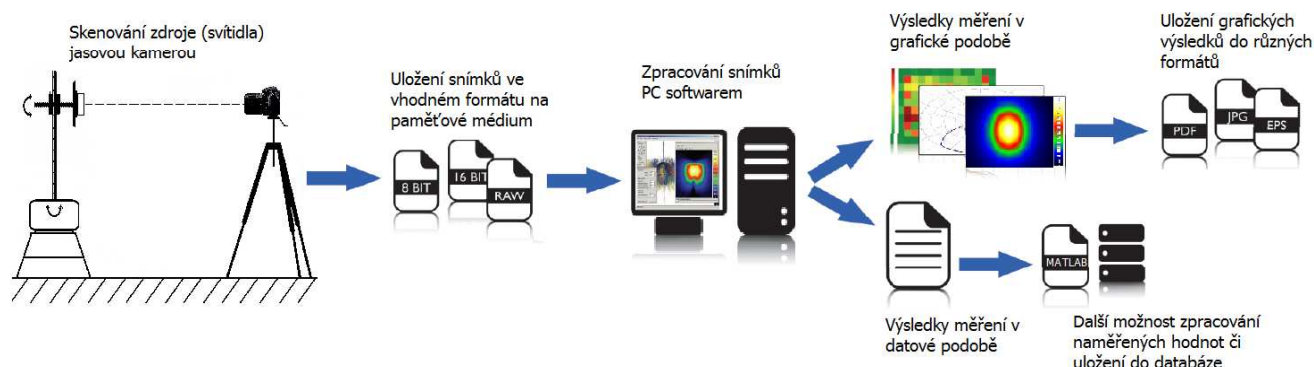 Skenování zdroje (svítidla)
jasovou kamerou
Uložení snímků ve
vhodném formátu na
paměťové médium
8 BIT
16 BIT
RAW
Zpracování snímků
PC softwarem
Výsledky měření v
grafické podobě
Uložení grafických
výsledků do různých
formátů
PDF
JPG
EPS
MATLAB
Výsledky měření v
datové podobě
Další možnost zpracování
naměřených hodnot či
uložení do databáze